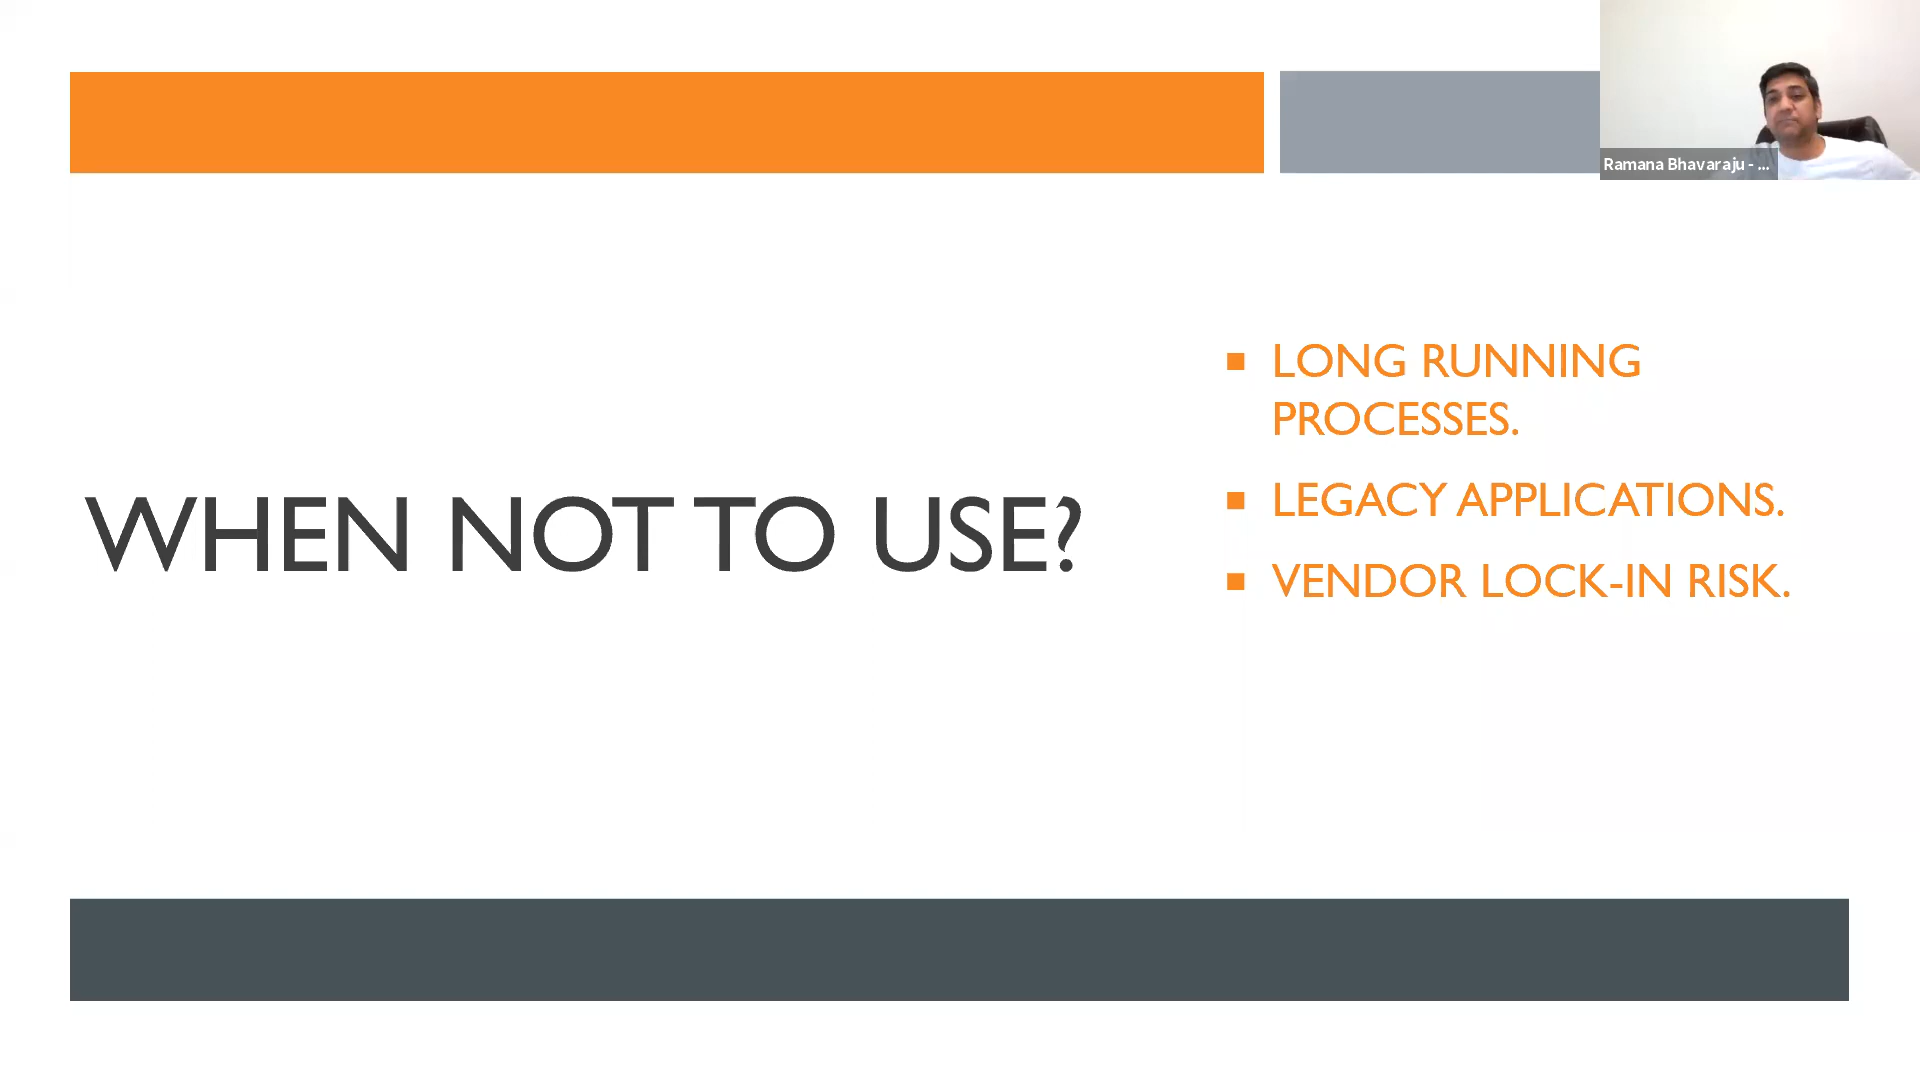 Ramana Bhavaraju - ...
WHEN NOT TO USE?
LONG RUNNING
PROCESSES.
LEGACY APPLICATIONS.
VENDOR LOCK-IN RISK.